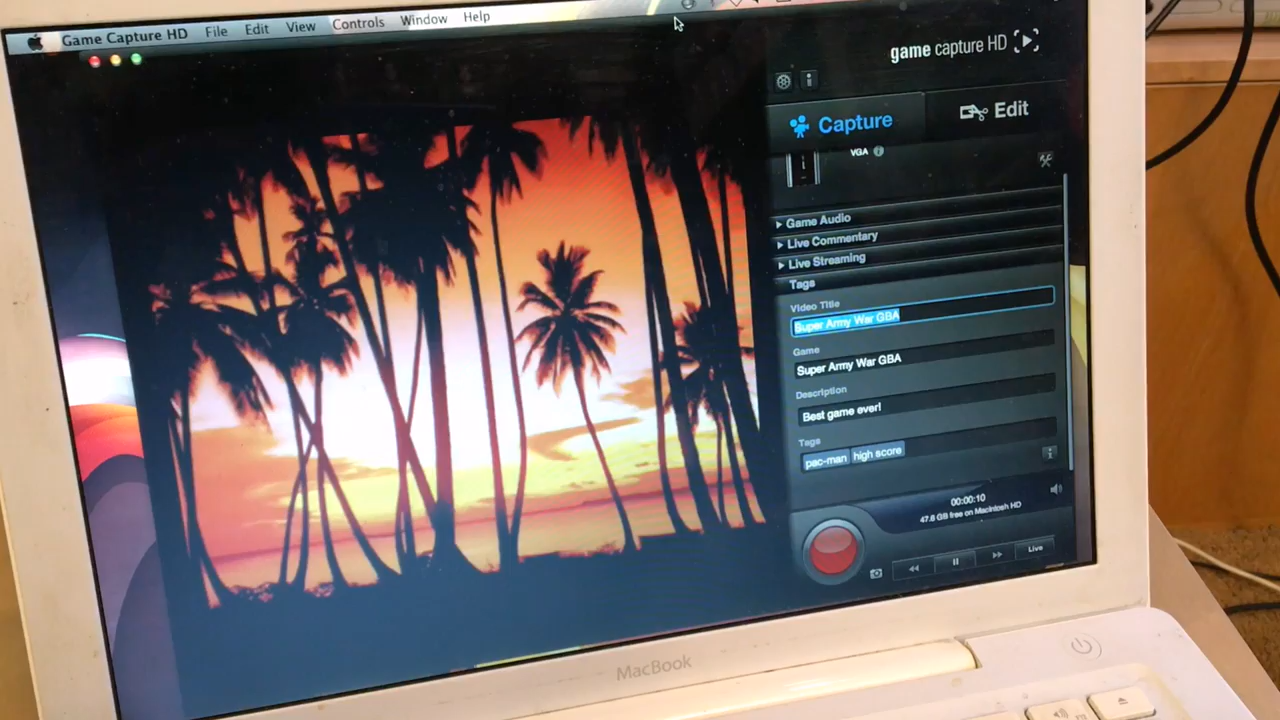 Game Capture HD File Edit View Controls Window Help
game capture HD
Capture
Edit
VGA
Game Audio
Live Commentary
Live Streaming
Tags
Video Title
Super Army War GBA
Game
Super Army War GBA
Description
Best game ever!
Tags
pac-man high score
00:00:10
47.6 GB free on Macintosh HD
Live
MacBook